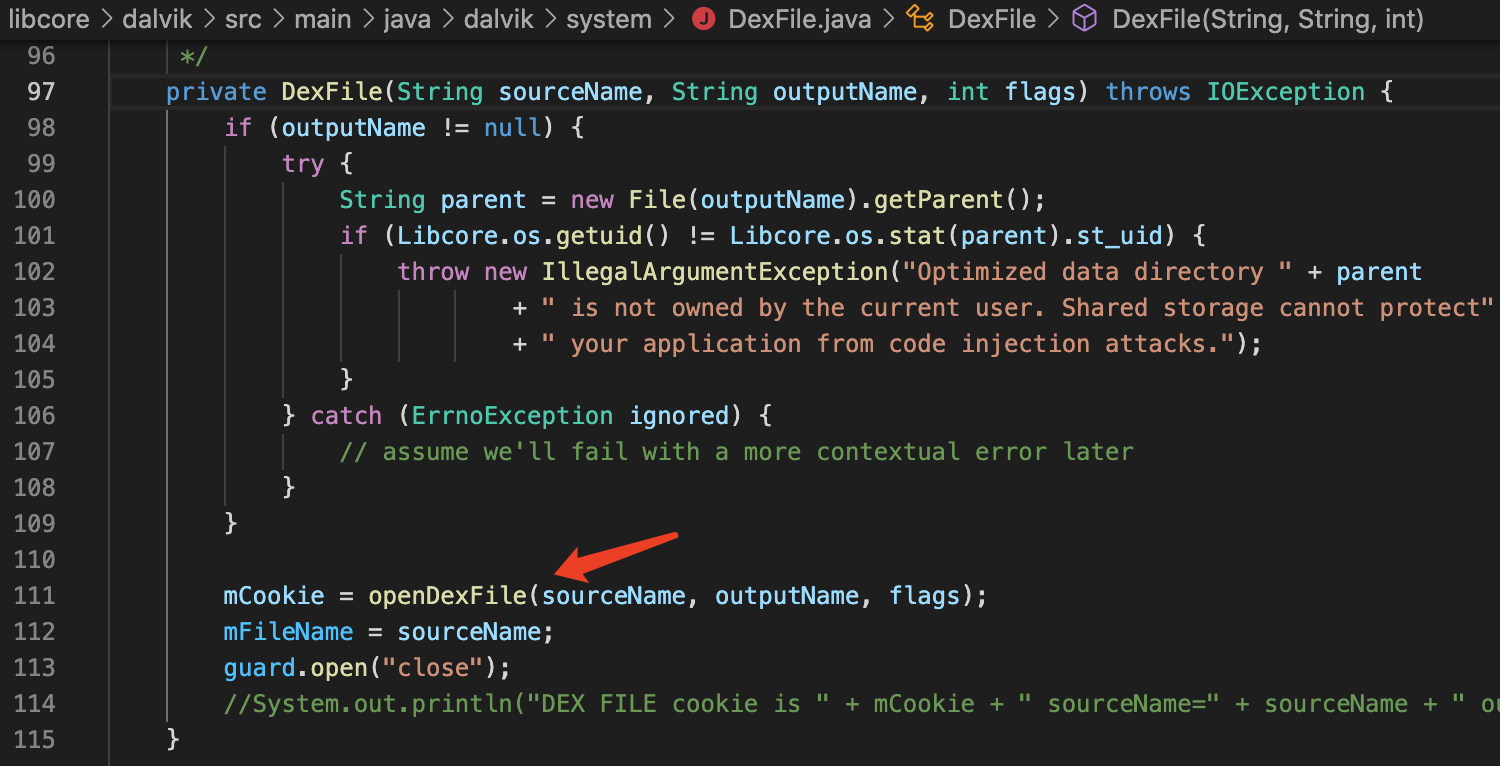 libcore > dalvik > src > main > java > dalvik > system > J DexFile.java > DexFile > DexFile(String, String, int)
96 */
97 private DexFile(String sourceName, String outputName, int flags) throws IOException {
98 if (outputName != null) {
99 try {
100 String parent = new File(outputName).getParent();
101 if (Libcore.os.getuid() != Libcore.os.stat(parent).st_uid) {
102 throw new IllegalArgumentException("Optimized data directory " + parent
103 + " is not owned by the current user. Shared storage cannot protect"
104 + " your application from code injection attacks.");
105 }
106 } catch (ErrnoException ignored) {
107 // assume we'll fail with a more contextual error later
108 }
109 }
110
111 mCookie = openDexFile(sourceName, outputName, flags);
112 mFileName = sourceName;
113 guard.open("close");
114 //System.out.println("DEX FILE cookie is " + mCookie + " sourceName=" + sourceName + "
115 }